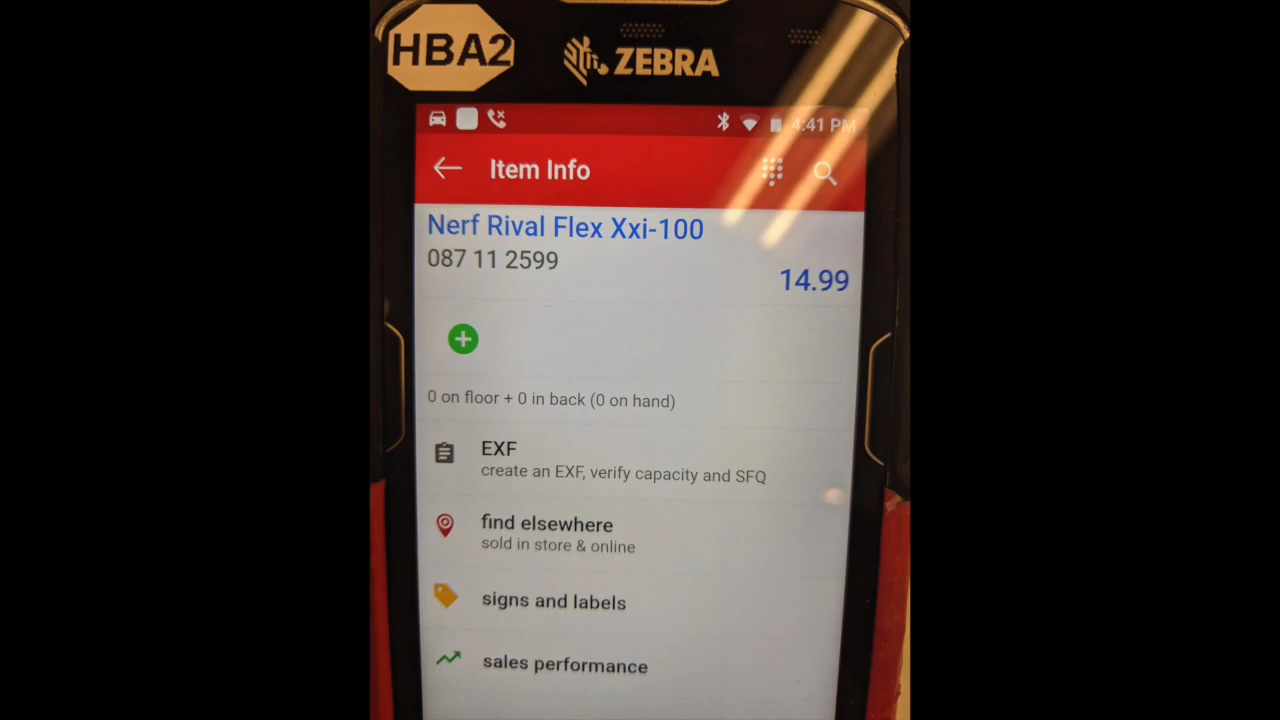 HBA2
ZEBRA
4:41 PM
Item Info
Nerf Rival Flex Xxi-100
087 11 2599
14.99
0 on floor + 0 in back (0 on hand)
EXF
create an EXF, verify capacity and SFQ
find elsewhere
sold in store & online
signs and labels
sales performance